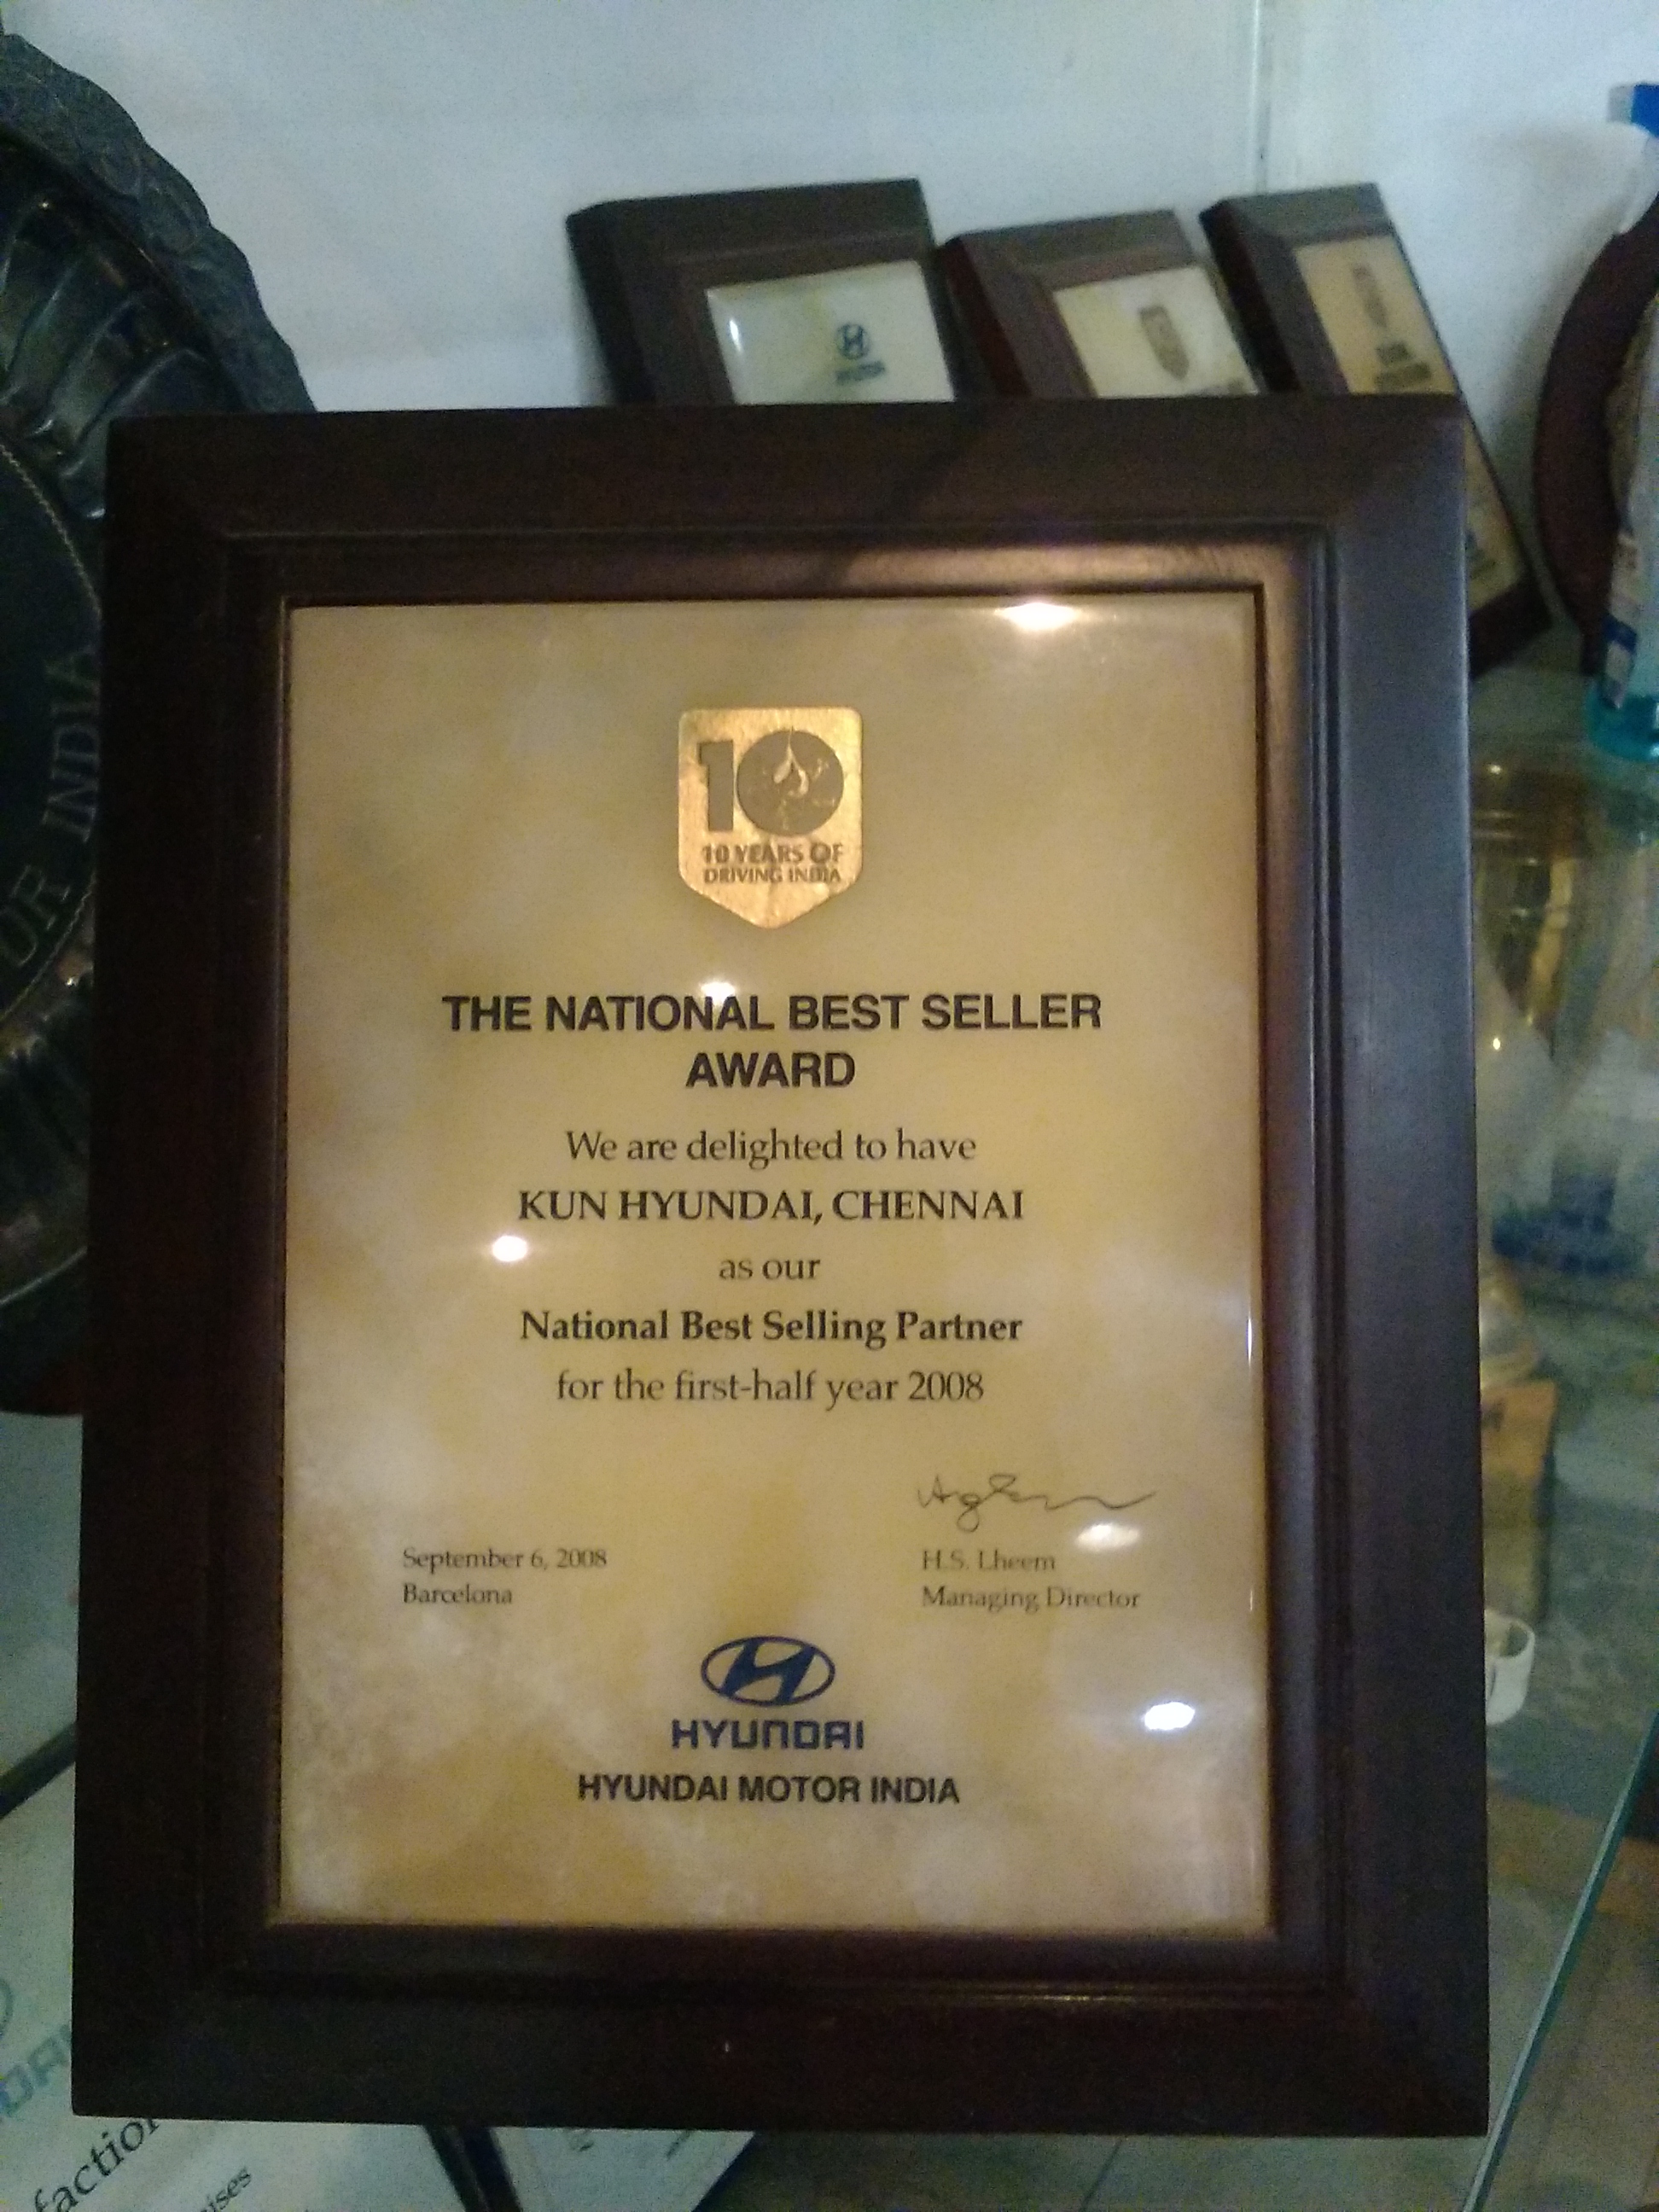 10
10 YEARS OF
DRIVING INDIA
THE NATIONAL BEST SELLER
AWARD
We are delighted to have
KUN HYUNDAI, CHENNAI
as our
National Best Selling Partner
for the first-half year 2008
September 6, 2008
Barcelona
H.S. Lheem
Managing Director
HYUNDAI
HYUNDAI MOTOR INDIA
INDIA